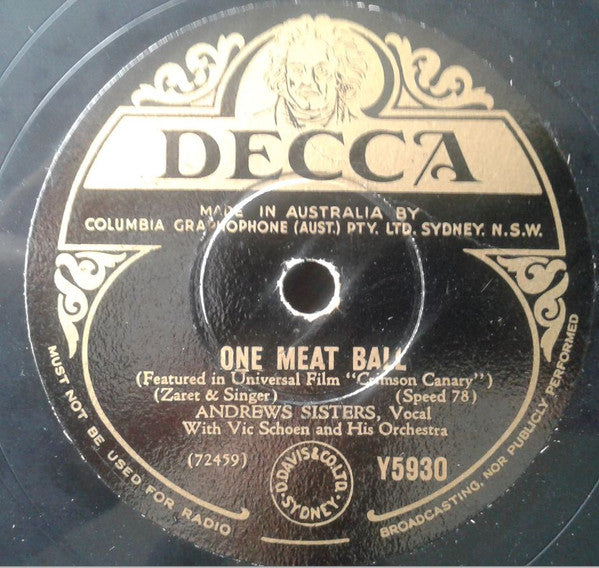 DECCA
MADE IN AUSTRALIA BY
COLUMBIA GRAPHOPHONE (AUST.) PTY. LTD. SYDNEY. N.S.W.
ONE MEAT BALL
(Featured in Universal Film "Crimson Canary")
(Zaret & Singer) (Speed 78)
ANDREWS SISTERS, Vocal
With Vic Schoen and His Orchestra
(72459)
D.DAVIS&CO.LTD.
SYDNEY.
Y5930
MUST NOT BE USED FOR RADIO BROADCASTING, NOR PUBLICLY PERFORMED